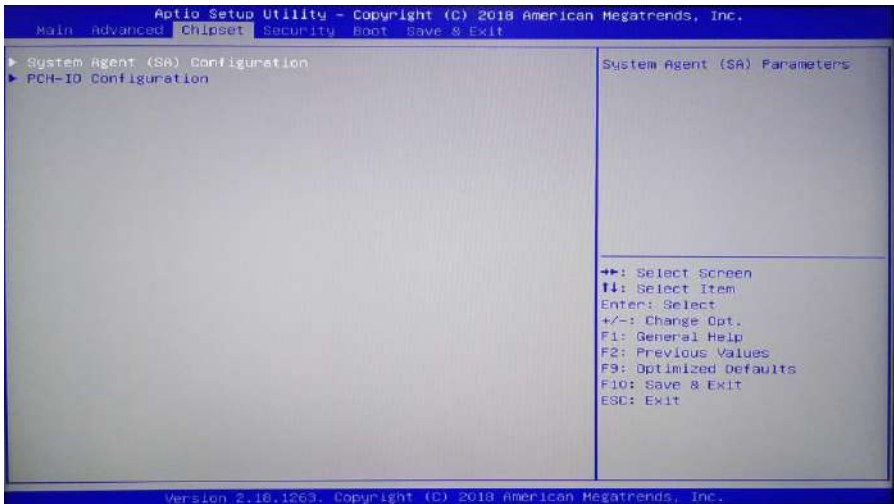 Aptio Setup Utility – Copyright (C) 2018 American Megatrends, Inc.
Main Advanced Chipset Security Boot Save & Exit
► System Agent (SA) Configuration
► PCH-IO Configuration
System Agent (SA) Parameters
→←: Select Screen
↑↓: Select Item
Enter: Select
+/-: Change Opt.
F1: General Help
F2: Previous Values
F9: Optimized Defaults
F10: Save & Exit
ESC: Exit
Version 2.18.1263. Copyright (C) 2018 American Megatrends, Inc.